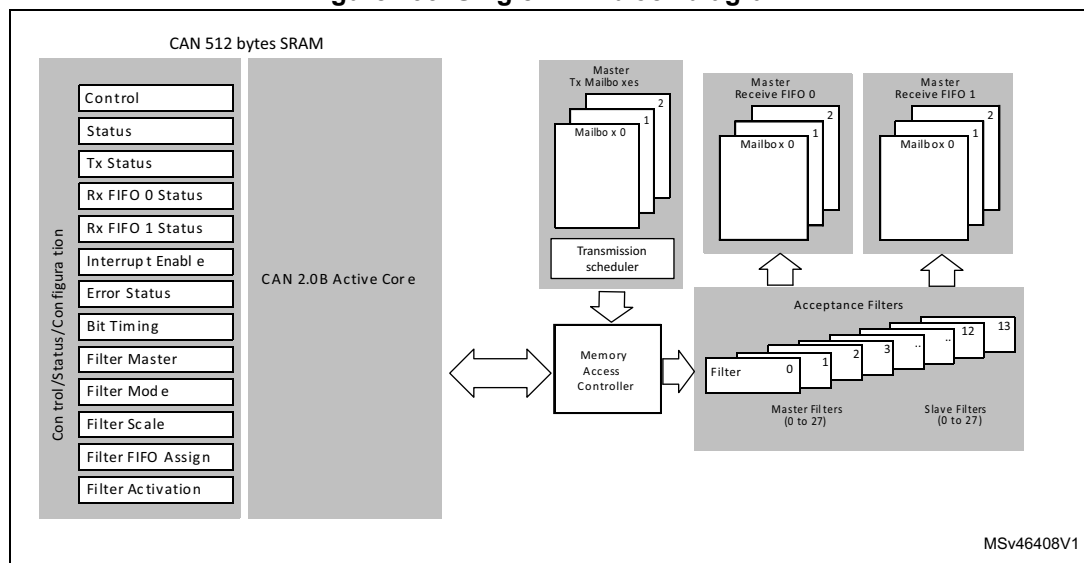 CAN 512 bytes SRAM
Control/Status/Configuration
Control
Status
Tx Status
Rx FIFO 0 Status
Rx FIFO 1 Status
Interrupt Enable
Error Status
Bit Timing
Filter Master
Filter Mode
Filter Scale
Filter FIFO Assign
Filter Activation
CAN 2.0B Active Core
Master
Tx Mailboxes
2
1
Mailbox 0
Transmission
scheduler
Master
Receive FIFO 0
2
1
Mailbox 0
Master
Receive FIFO 1
2
1
Mailbox 0
Memory
Access
Controller
Acceptance Filters
Filter 0
1
2
3
..
..
12
13
Master Filters
(0 to 27)
Slave Filters
(0 to 27)
MSv46408V1